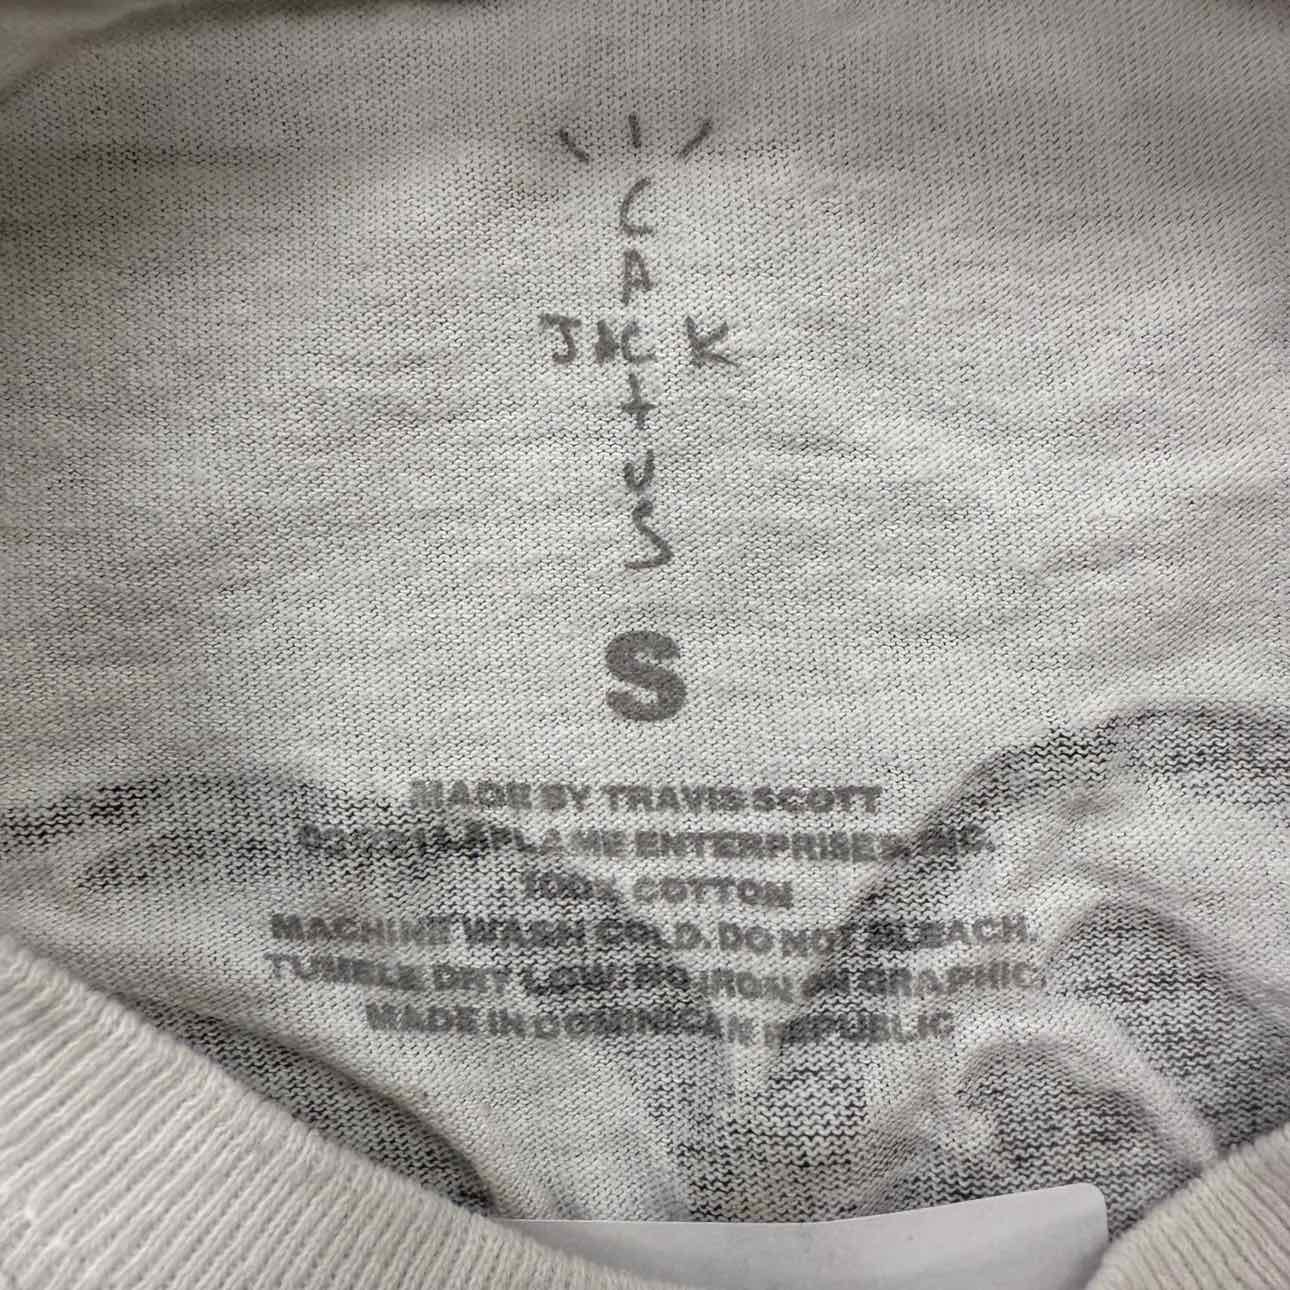 C
A
JACK
T
U
S
S
MADE BY TRAVIS SCOTT
ENTERPRISES INC.
100% COTTON
MACHINE WASH COLD. DO NOT BLEACH.
TUMBLE DRY LOW. NO IRON ON GRAPHIC.
MADE IN DOMINICAN REPUBLIC